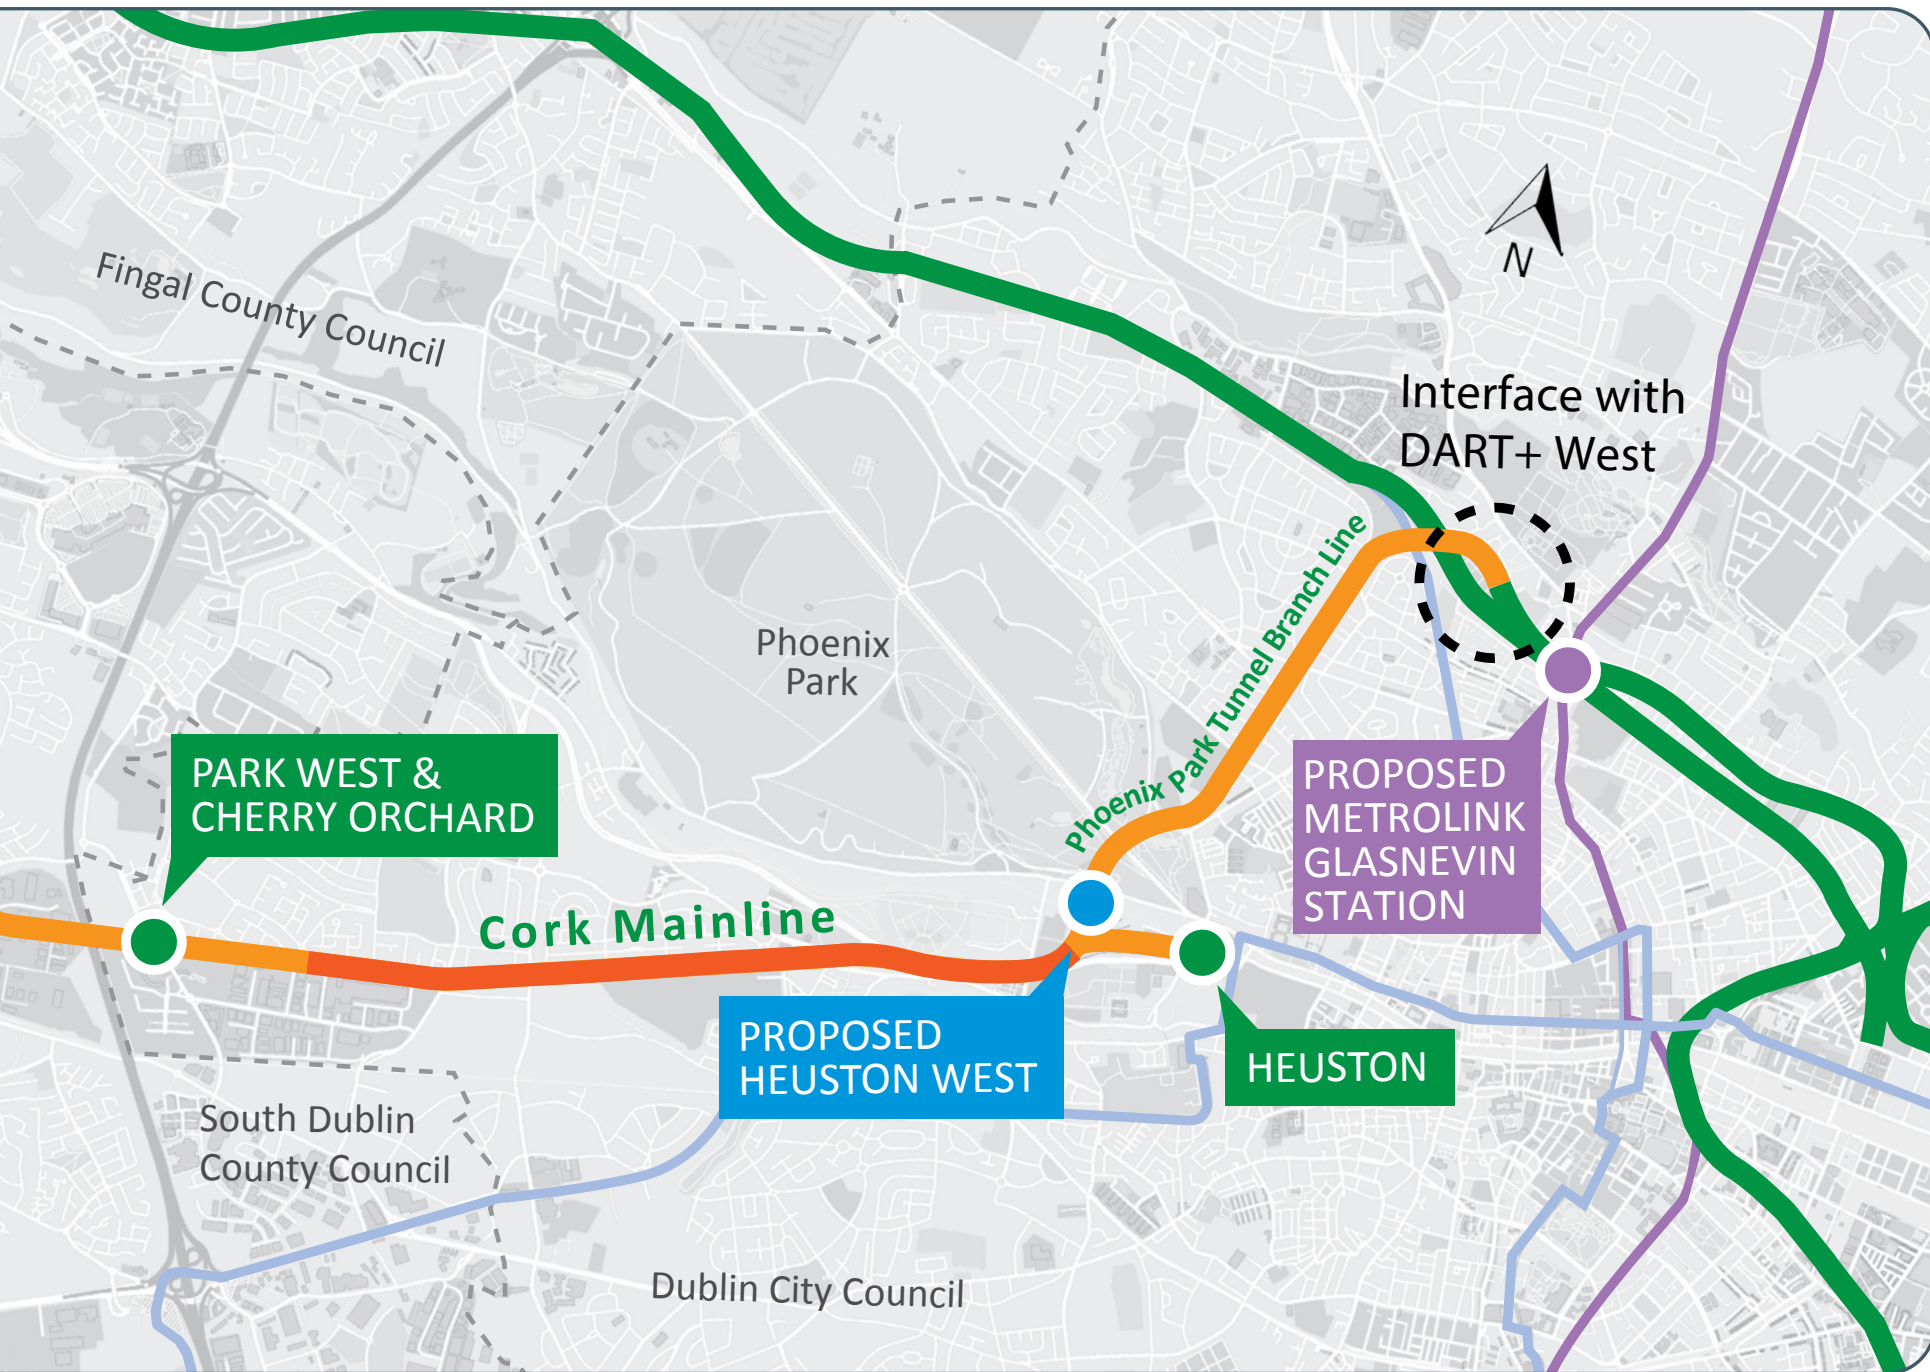 Fingal County Council
N
Interface with
DART+ West
Phoenix Park Tunnel Branch Line
Phoenix
Park
PARK WEST &
CHERRY ORCHARD
PROPOSED
METROLINK
GLASNEVIN
STATION
Cork Mainline
PROPOSED
HEUSTON WEST
HEUSTON
South Dublin
County Council
Dublin City Council